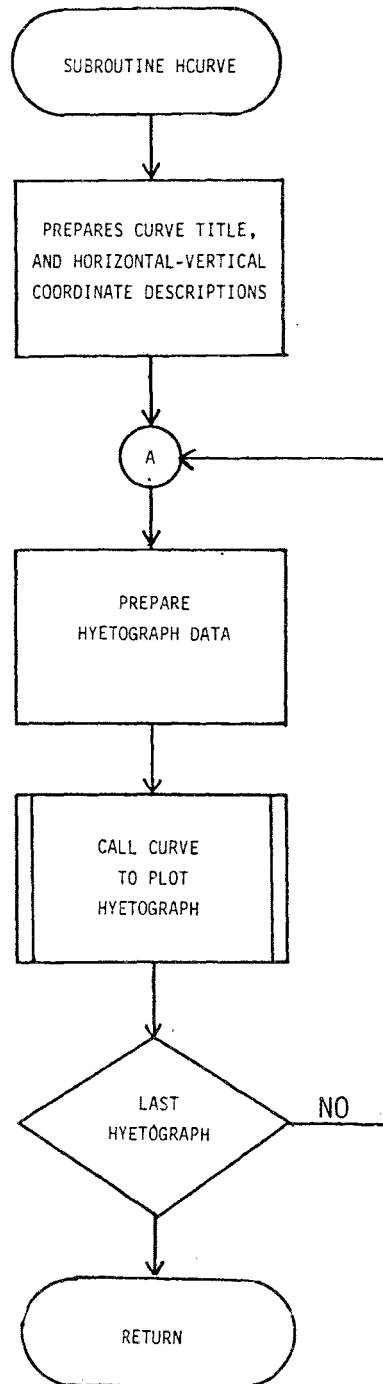 SUBROUTINE HCURVE
PREPARES CURVE TITLE,
AND HORIZONTAL-VERTICAL
COORDINATE DESCRIPTIONS
A
PREPARE
HYETOGRAPH DATA
CALL CURVE
TO PLOT
HYETOGRAPH
LAST
HYETOGRAPH
NO
RETURN